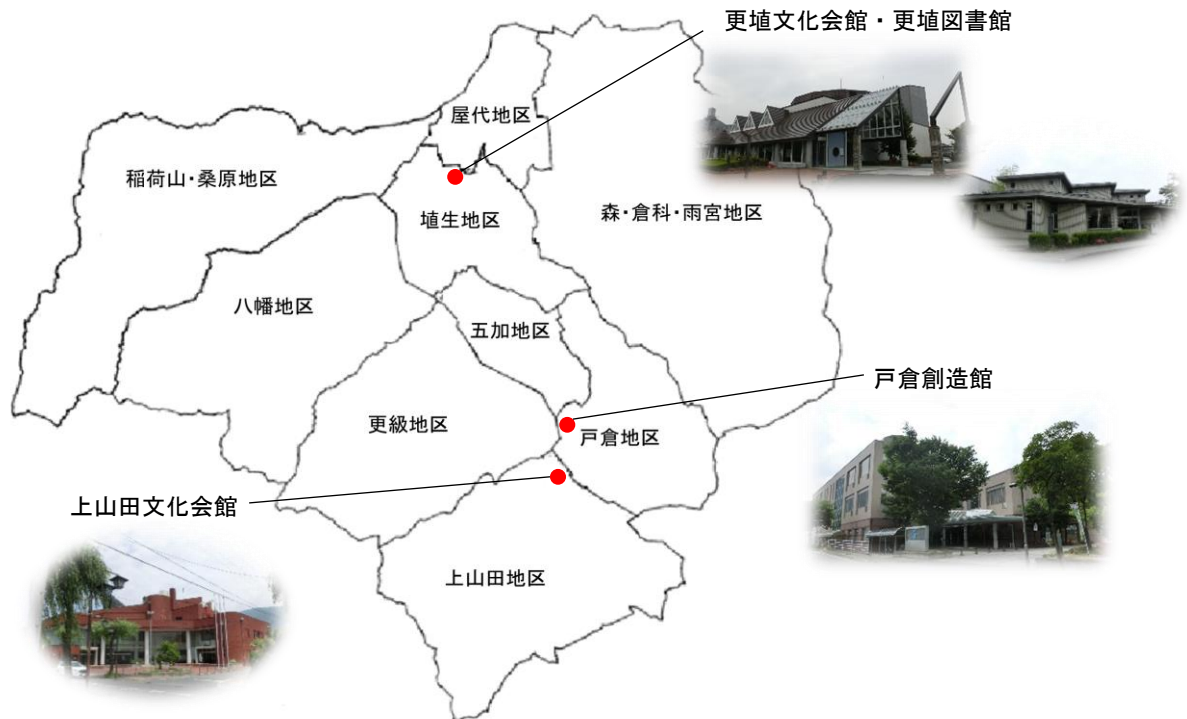 更埴文化会館・更埴図書館
屋代地区
稲荷山・桑原地区
森・倉科・雨宮地区
埴生地区
八幡地区
五加地区
戸倉創造館
更級地区
戸倉地区
上山田文化会館
上山田地区